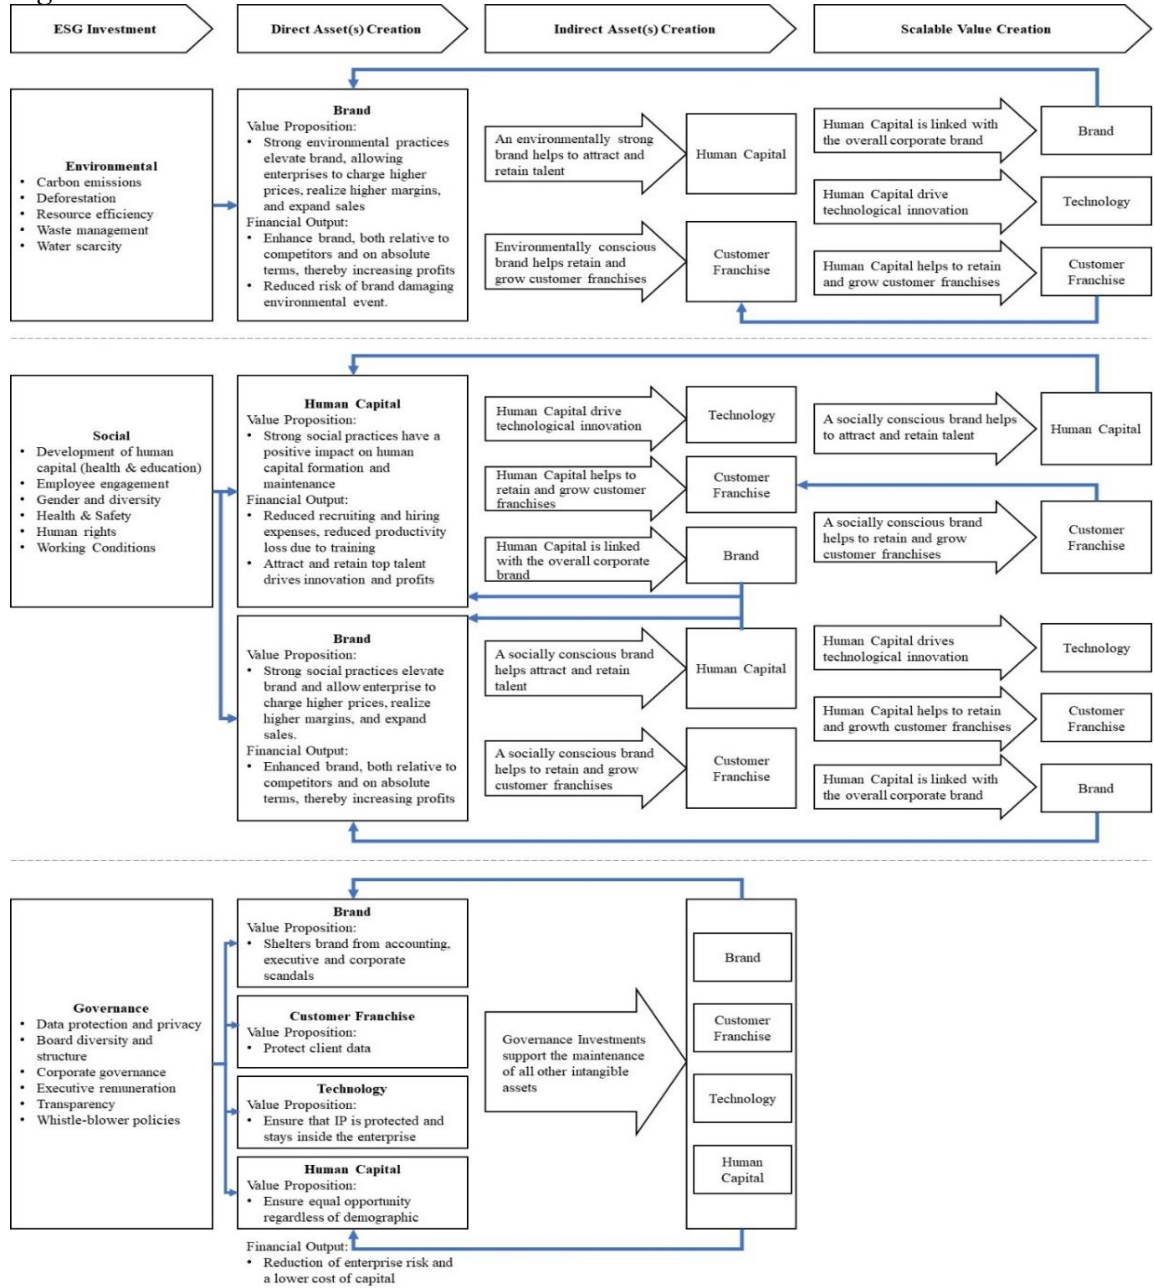 ESG Investment
Direct Asset(s) Creation
Indirect Asset(s) Creation
Scalable Value Creation
Environmental
• Carbon emissions
• Deforestation
• Resource efficiency
• Waste management
• Water scarcity
Brand
Value Proposition:
• Strong environmental practices
elevate brand, allowing
enterprises to charge higher
prices, realize higher margins,
and expand sales
Financial Output:
• Enhance brand, both relative to
competitors and on absolute
terms, thereby increasing profits
• Reduced risk of brand damaging
environmental event.
An environmentally strong
brand helps to attract and
retain talent
Human Capital
Environmentally conscious
brand helps retain and
grow customer franchises
Customer
Franchise
Human Capital is linked with
the overall corporate brand
Brand
Human Capital drive
technological innovation
Technology
Human Capital helps to retain
and grow customer franchises
Customer
Franchise
Social
• Development of human
capital (health & education)
• Employee engagement
• Gender and diversity
• Health & Safety
• Human rights
• Working Conditions
Human Capital
Value Proposition:
• Strong social practices have a
positive impact on human
capital formation and
maintenance
Financial Output:
• Reduced recruiting and hiring
expenses, reduced productivity
loss due to training
• Attract and retain top talent
drives innovation and profits
Human Capital drive
technological innovation
Technology
Human Capital helps to
retain and grow customer
franchises
Customer
Franchise
Human Capital is linked
with the overall corporate
brand
Brand
A socially conscious brand helps
to attract and retain talent
Human Capital
A socially conscious brand
helps to retain and grow
customer franchises
Customer
Franchise
Brand
Value Proposition:
• Strong social practices elevate
brand and allow enterprise to
charge higher prices, realize
higher margins, and expand
sales.
Financial Output:
• Enhanced brand, both relative to
competitors and on absolute
terms, thereby increasing profits
A socially conscious brand
helps attract and retain
talent
Human Capital
A socially conscious brand
helps to retain and grow
customer franchises
Customer
Franchise
Human Capital drives
technological innovation
Technology
Human Capital helps to retain
and growth customer franchises
Customer
Franchise
Human Capital is linked with
the overall corporate brand
Brand
Governance
• Data protection and privacy
• Board diversity and
structure
• Corporate governance
• Executive remuneration
• Transparency
• Whistle-blower policies
Brand
Value Proposition:
• Shelters brand from accounting,
executive and corporate
scandals
Customer Franchise
Value Proposition:
• Protect client data
Technology
Value Proposition:
• Ensure that IP is protected and
stays inside the enterprise
Human Capital
Value Proposition:
• Ensure equal opportunity
regardless of demographic
Financial Output:
• Reduction of enterprise risk and
a lower cost of capital
Governance Investments
support the maintenance
of all other intangible
assets
Brand
Customer
Franchise
Technology
Human
Capital